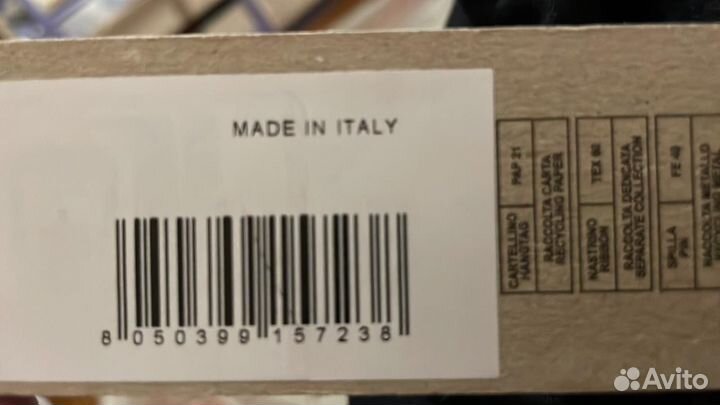 MADE IN ITALY
8 050399 157238
CARTELLINO
HANGTAG
PAP 21
RACCOLTA CARTA
RECYCLING PAPER
NASTRINO
RIBBON
TEX 60
RACCOLTA DEDICATA
SEPARATE COLLECTION
SPILLA
PIN
FE 40
RACCOLTA METALLO
Avito